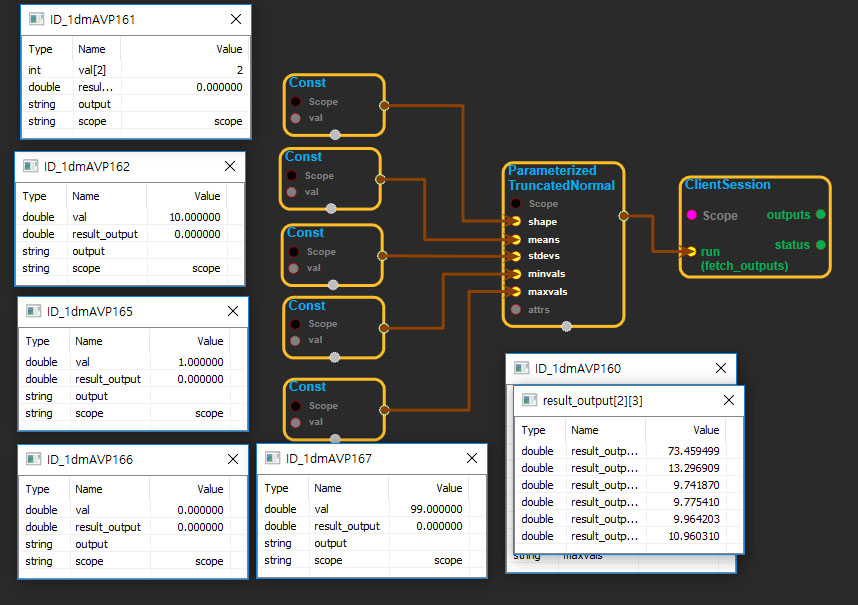 ID_1dmAVP161
Type Name Value
int val[2] 2
double resul... 0.000000
string output
string scope scope
ID_1dmAVP162
Type Name Value
double val 10.000000
double result_output 0.000000
string output
string scope scope
ID_1dmAVP165
Type Name Value
double val 1.000000
double result_output 0.000000
string output
string scope scope
ID_1dmAVP166
Type Name Value
double val 0.000000
double result_output 0.000000
string output
string scope scope
ID_1dmAVP167
Type Name Value
double val 99.000000
double result_output 0.000000
string output
string scope scope
Const
Scope
val
Const
Scope
val
Const
Scope
val
Const
Scope
val
Const
Scope
val
Parameterized
TruncatedNormal
Scope
shape
means
stdevs
minvals
maxvals
attrs
ClientSession
Scope outputs
status
run
(fetch_outputs)
ID_1dmAVP160
result_output[2][3]
Type Name Value
double result_outp... 73.459499
double result_outp... 13.296909
double result_outp... 9.741870
double result_outp... 9.775410
double result_outp... 9.964203
double result_outp... 10.960310
string maxvals